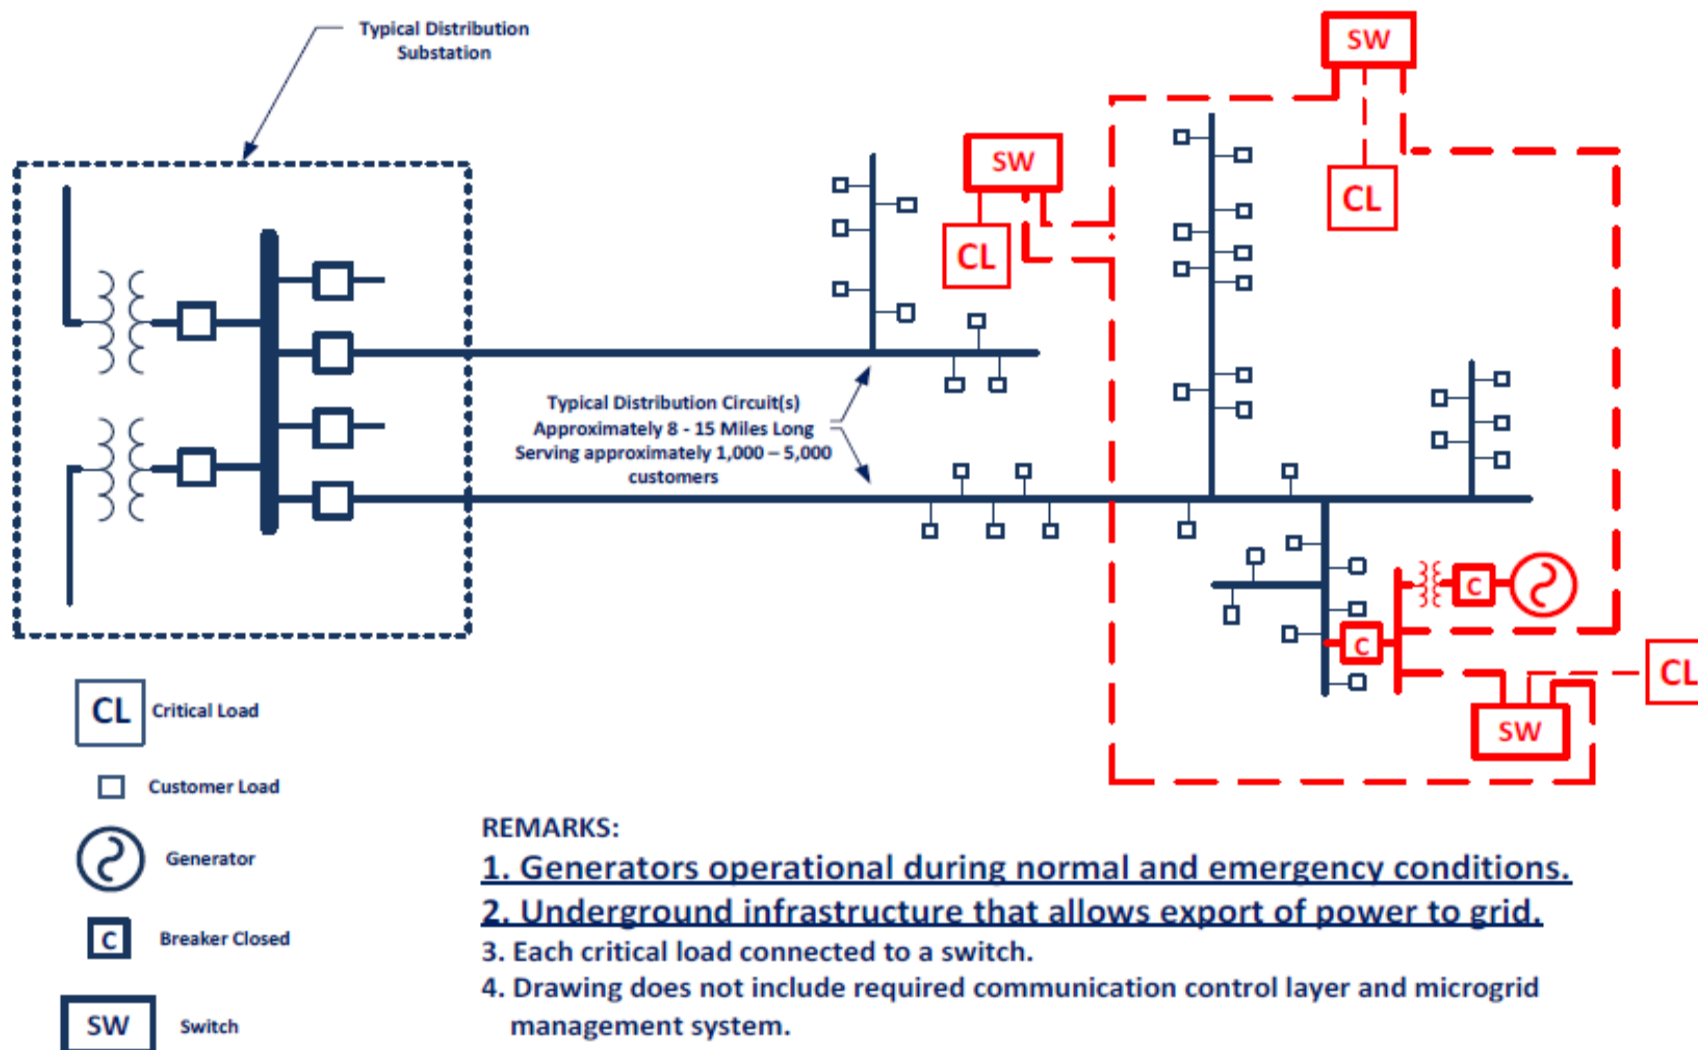 Typical Distribution
Substation
SW
SW
CL
CL
Typical Distribution Circuit(s)
Approximately 8 - 15 Miles Long
Serving approximately 1,000 – 5,000
customers
C
C
CL
SW
CL Critical Load
Customer Load
Generator
C Breaker Closed
SW Switch
REMARKS:
1. Generators operational during normal and emergency conditions.
2. Underground infrastructure that allows export of power to grid.
3. Each critical load connected to a switch.
4. Drawing does not include required communication control layer and microgrid
management system.